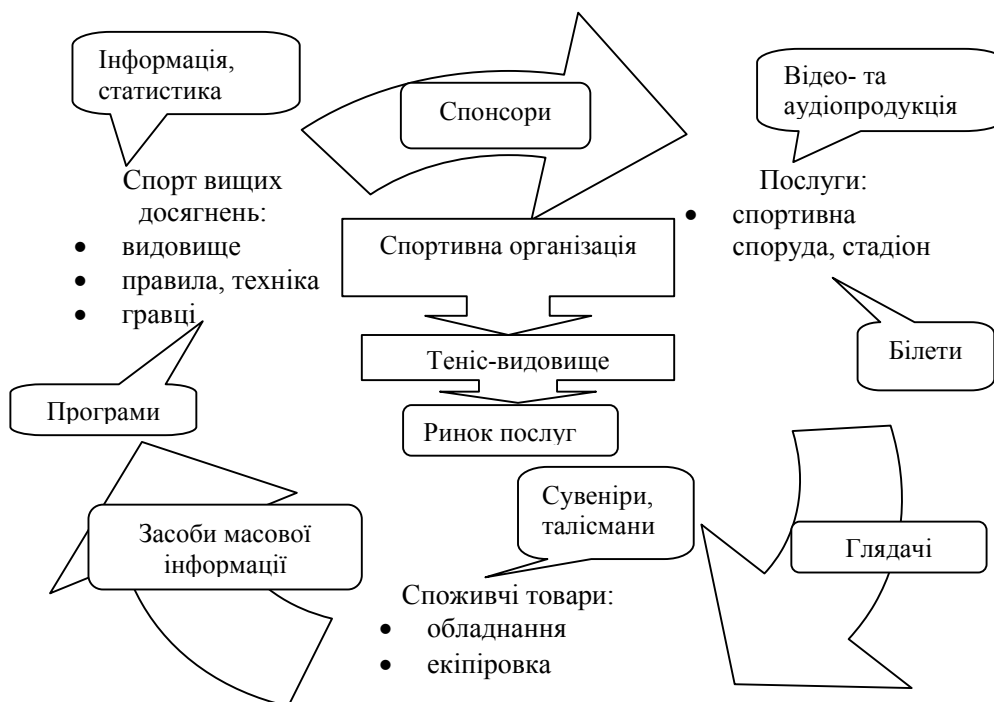 Інформація,
статистика
Спонсори
Відео- та
аудіопродукція
Спорт вищих
досягнень:
• видовище
• правила, техніка
• гравці
Послуги:
• спортивна
споруда, стадіон
Спортивна організація
Теніс-видовище
Ринок послуг
Білети
Програми
Сувеніри,
талісмани
Засоби масової
інформації
Глядачі
Споживчі товари:
• обладнання
• екіпіровка